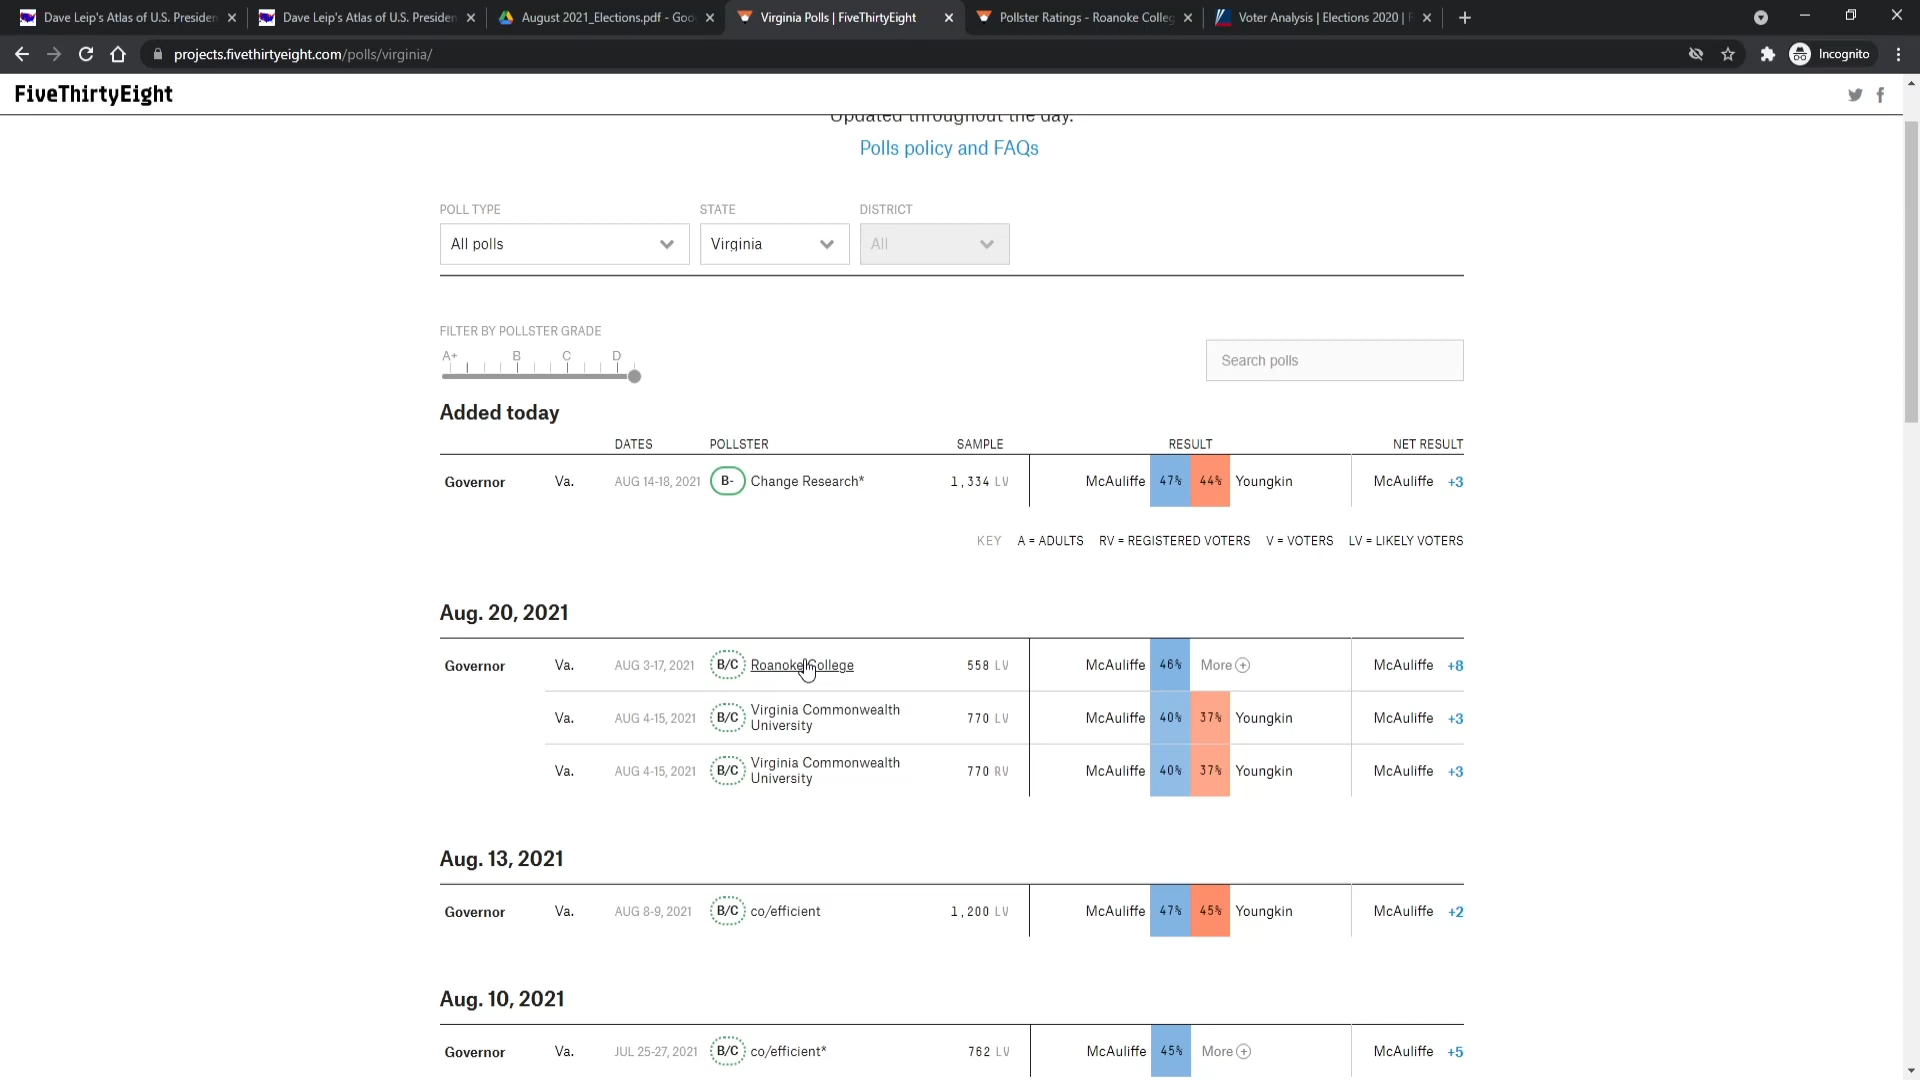 Dave Leip's Atlas of U.S. Presiden
Dave Leip's Atlas of U.S. Presiden
August 2021_Elections.pdf - Goo
Virginia Polls | FiveThirtyEight
Pollster Ratings - Roanoke Colleg
Voter Analysis | Elections 2020 | F
projects.fivethirtyeight.com/polls/virginia/
Incognito
FiveThirtyEight
Updated throughout the day.
Polls policy and FAQs
POLL TYPE STATE DISTRICT
All polls Virginia All
FILTER BY POLLSTER GRADE
A+ B C D
Search polls
Added today
DATES POLLSTER SAMPLE RESULT NET RESULT
Governor Va. AUG 14-18, 2021 B- Change Research* 1,334 LV McAuliffe 47% 44% Youngkin McAuliffe +3
KEY A = ADULTS RV = REGISTERED VOTERS V = VOTERS LV = LIKELY VOTERS
Aug. 20, 2021
Governor Va. AUG 3-17, 2021 B/C Roanoke College 558 LV McAuliffe 46% More McAuliffe +8
Va. AUG 4-15, 2021 B/C Virginia Commonwealth University 770 LV McAuliffe 40% 37% Youngkin McAuliffe +3
Va. AUG 4-15, 2021 B/C Virginia Commonwealth University 770 RV McAuliffe 40% 37% Youngkin McAuliffe +3
Aug. 13, 2021
Governor Va. AUG 8-9, 2021 B/C co/efficient 1,200 LV McAuliffe 47% 45% Youngkin McAuliffe +2
Aug. 10, 2021
Governor Va. JUL 25-27, 2021 B/C co/efficient* 762 LV McAuliffe 45% More McAuliffe +5